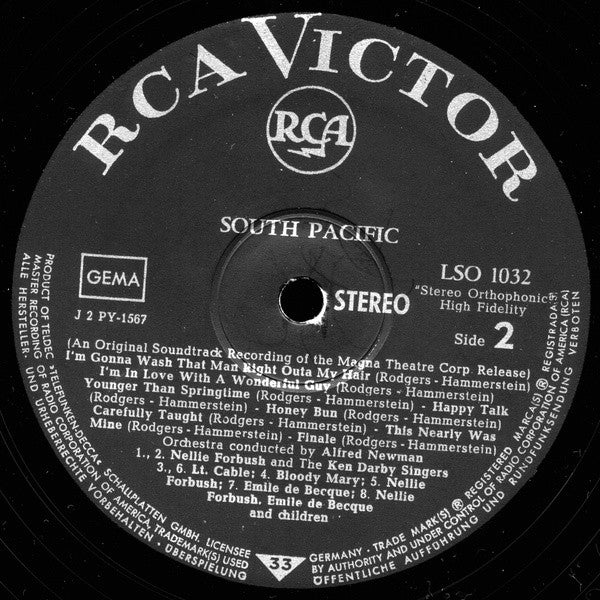 RCA VICTOR
RCA
SOUTH PACIFIC
GEMA
J 2 PY-1567
STEREO
LSO 1032
"Stereo Orthophonic"
High Fidelity
Side 2
(An Original Soundtrack Recording of the Magna Theatre Corp Release)
I'm Gonna Wash That Man Right Outa My Hair (Rodgers - Hammerstein)
I'm In Love With A Wonderful Guy (Rodgers - Hammerstein)
Younger Than Springtime (Rodgers - Hammerstein) - Happy Talk
(Rodgers - Hammerstein) - Honey Bun (Rodgers - Hammerstein)
Carefully Taught (Rodgers - Hammerstein) - This Nearly Was
Mine (Rodgers - Hammerstein) - Finale (Rodgers - Hammerstein)
Orchestra conducted by Alfred Newman
1., 2. Nellie Forbush and The Ken Darby Singers
3., 6. Lt. Cable; 4. Bloody Mary; 5. Nellie
Forbush; 7. Emile de Becque; 8. Nellie
Forbush, Emile de Becque
and children
PRODUCT OF TELDEC »TELEFUNKEN-DECCA« SCHALLPLATTEN GMBH. LICENSEE
MASTER RECORDING OF RADIO CORPORATION OF AMERICA, TRADEMARK(S) USED
ALLE HERSTELLER- UND URHEBERRECHTE VORBEHALTEN · ÜBERSPIELUNG
33
GERMANY · TRADE MARK(S) ® REGISTERED MARCA(S) ® REGISTRADA(S)
BY AUTHORITY AND UNDER CONTROL OF RADIO CORPORATION OF AMERICA (RCA)
ÖFFENTLICHE AUFFÜHRUNG UND RUNDFUNKSENDUNG VERBOTEN